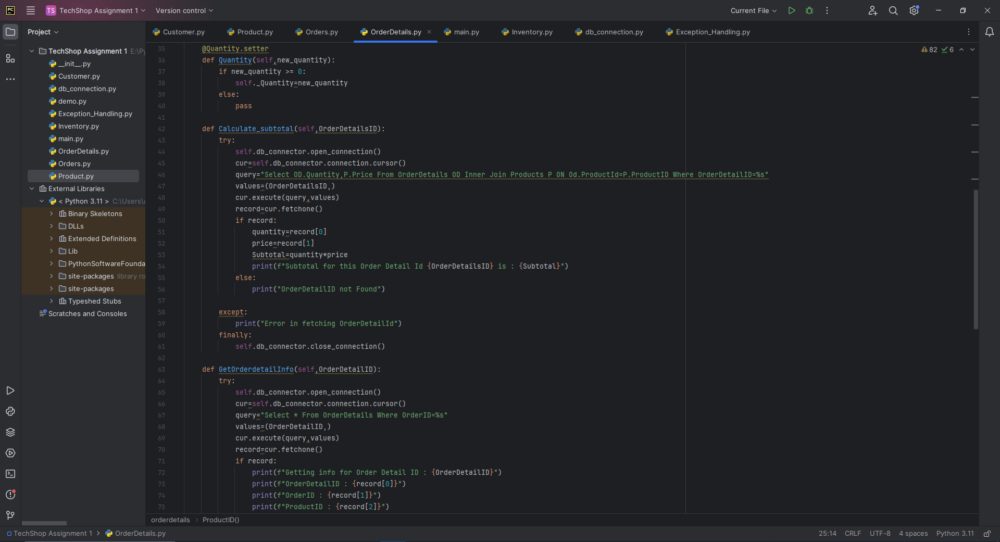 PC
TS TechShop Assignment 1 Version control Current File
Project
Customer.py Product.py Orders.py OrderDetails.py main.py Inventory.py db_connection.py Exception_Handling.py
TechShop Assignment 1 E:\Py
__init__.py
Customer.py
db_connection.py
demo.py
Exception_Handling.py
Inventory.py
main.py
OrderDetails.py
Orders.py
Product.py
External Libraries
< Python 3.11 > C:\Users\a
Binary Skeletons
DLLs
Extended Definitions
Lib
PythonSoftwareFounda
site-packages library ro
site-packages
Typeshed Stubs
Scratches and Consoles
82 6
35 @Quantity.setter
36 def Quantity(self,new_quantity):
37 if new_quantity >= 0:
38 self._Quantity=new_quantity
39 else:
40 pass
41
42 def Calculate_subtotal(self,OrderDetailsID):
43 try:
44 self.db_connector.open_connection()
45 cur=self.db_connector.connection.cursor()
46 query="Select OD.Quantity,P.Price From OrderDetails OD Inner Join Products P ON Od.ProductId=P.ProductID Where OrderDetailID=%s"
47 values=(OrderDetailsID,)
48 cur.execute(query,values)
49 record=cur.fetchone()
50 if record:
51 quantity=record[0]
52 price=record[1]
53 Subtotal=quantity*price
54 print(f"Subtotal for this Order Detail Id {OrderDetailsID} is : {Subtotal}")
55 else:
56 print("OrderDetailID not Found")
57
58 except:
59 print("Error in fetching OrderDetailId")
60 finally:
61 self.db_connector.close_connection()
62
63 def GetOrderdetailInfo(self,OrderDetailID):
64 try:
65 self.db_connector.open_connection()
66 cur=self.db_connector.connection.cursor()
67 query="Select * From OrderDetails Where OrderID=%s"
68 values=(OrderDetailID,)
69 cur.execute(query,values)
70 record=cur.fetchone()
71 if record:
72 print(f"Getting info for Order Detail ID : {OrderDetailID}")
73 print(f"OrderDetailID : {record[0]}")
74 print(f"OrderID : {record[1]}")
75 print(f"ProductID : {record[2]}")
orderdetails > ProductID()
TechShop Assignment 1 > OrderDetails.py 25:14 CRLF UTF-8 4 spaces Python 3.11